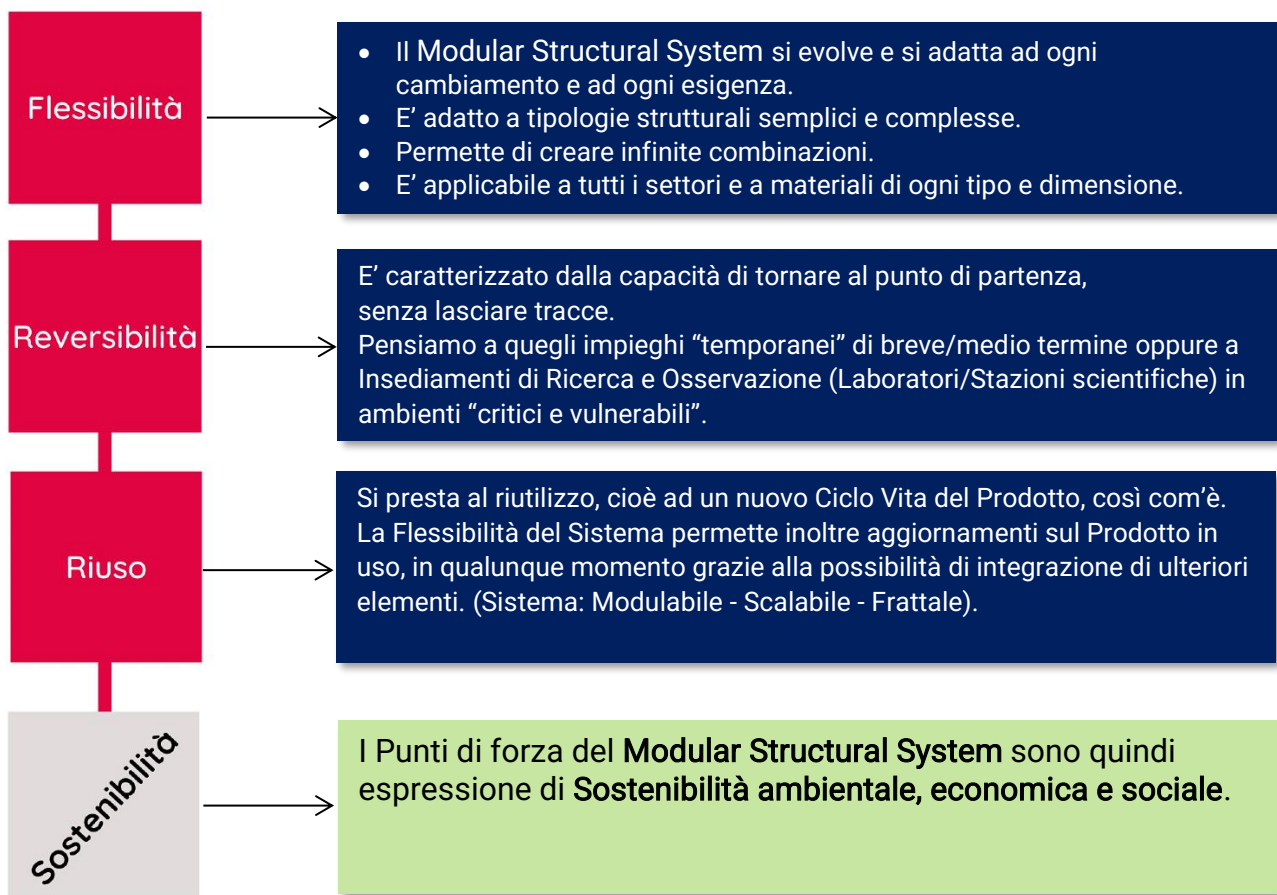 Flessibilità
• Il Modular Structural System si evolve e si adatta ad ogni
cambiamento e ad ogni esigenza.
• E’ adatto a tipologie strutturali semplici e complesse.
• Permette di creare infinite combinazioni.
• E’ applicabile a tutti i settori e a materiali di ogni tipo e dimensione.
Reversibilità
E’ caratterizzato dalla capacità di tornare al punto di partenza,
senza lasciare tracce.
Pensiamo a quegli impieghi “temporanei” di breve/medio termine oppure a
Insediamenti di Ricerca e Osservazione (Laboratori/Stazioni scientifiche) in
ambienti “critici e vulnerabili”.
Riuso
Si presta al riutilizzo, cioè ad un nuovo Ciclo Vita del Prodotto, così com’è.
La Flessibilità del Sistema permette inoltre aggiornamenti sul Prodotto in
uso, in qualunque momento grazie alla possibilità di integrazione di ulteriori
elementi. (Sistema: Modulabile - Scalabile - Frattale).
Sostenibilità
I Punti di forza del Modular Structural System sono quindi
espressione di Sostenibilità ambientale, economica e sociale.